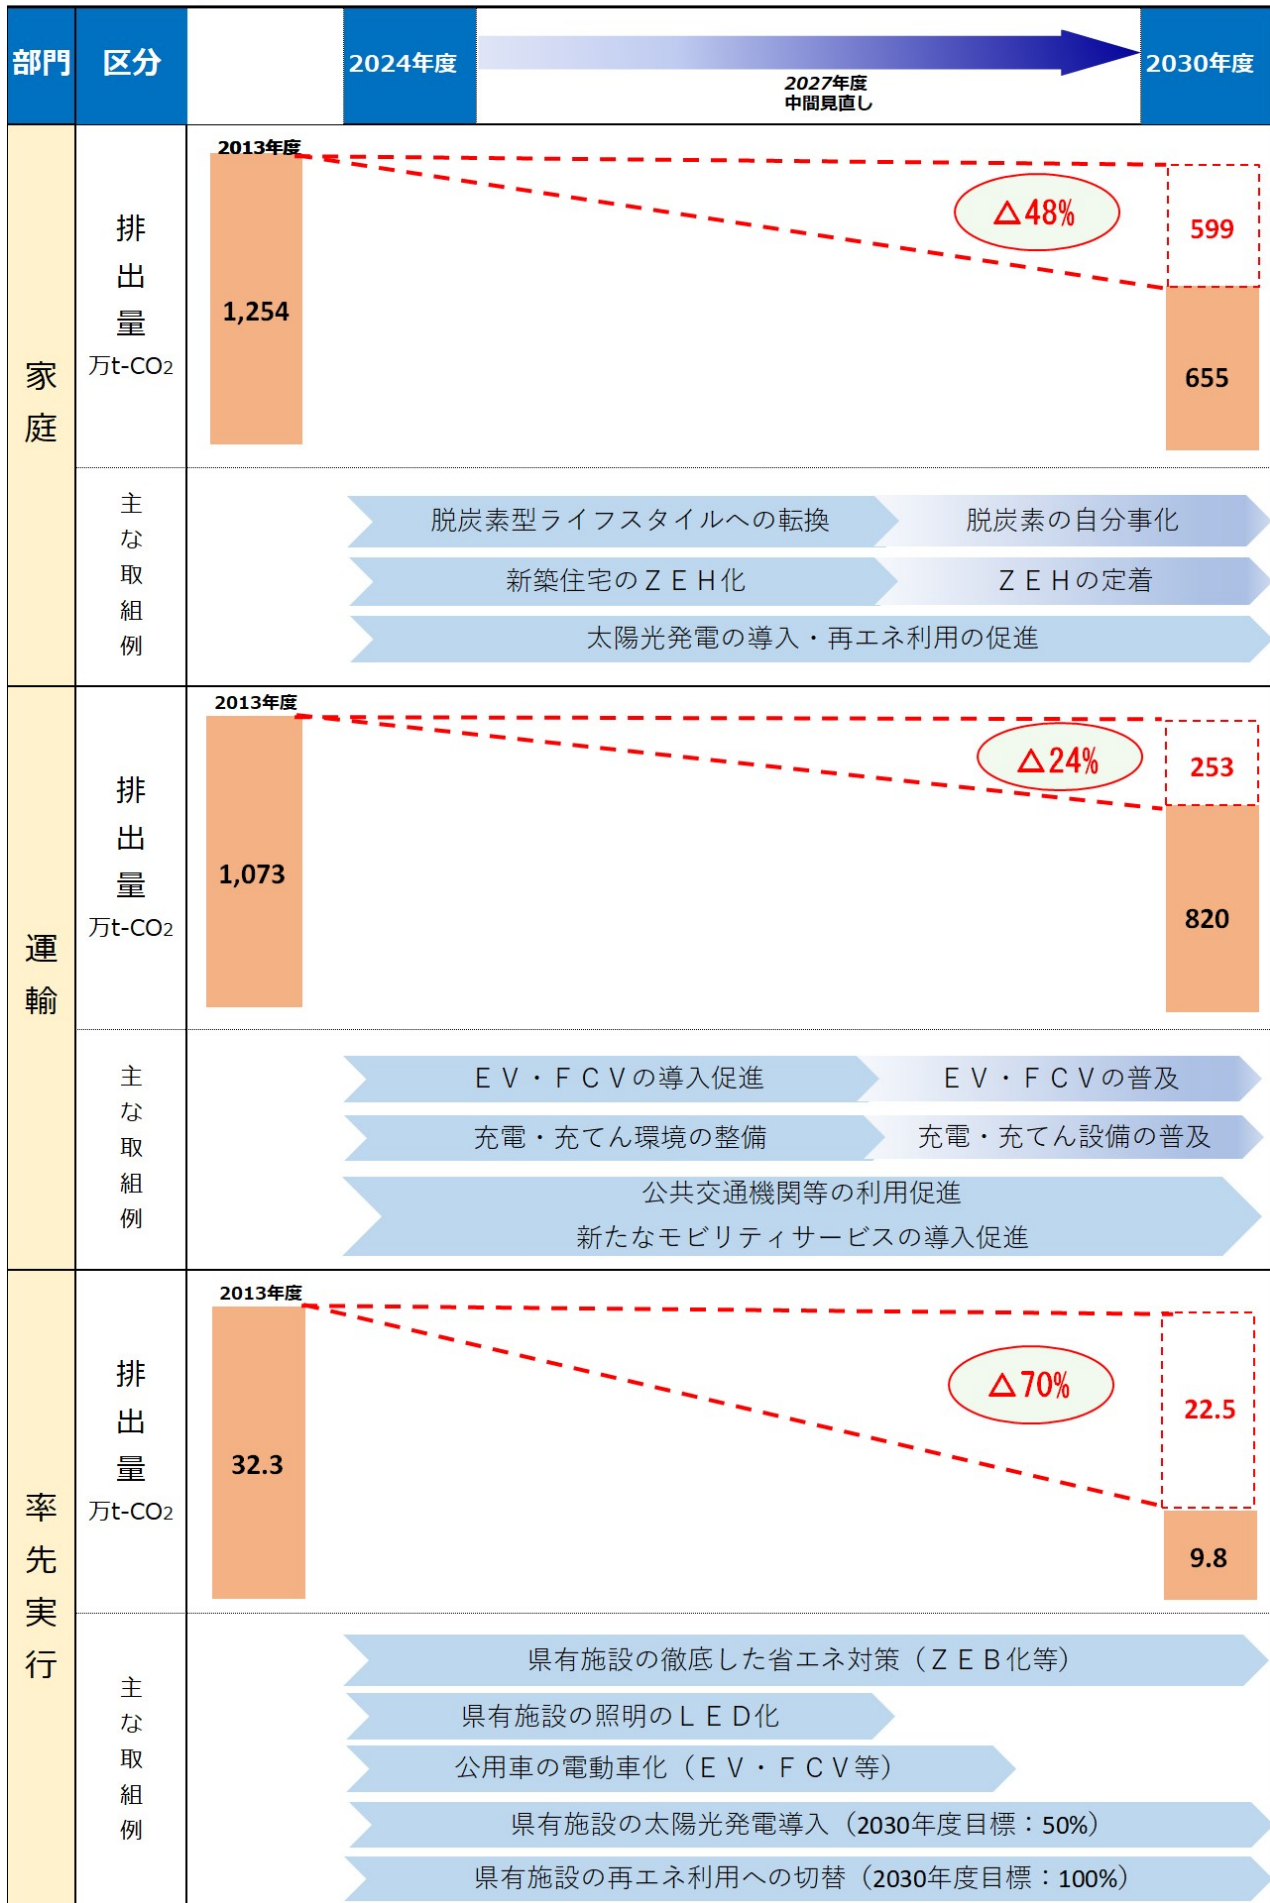 部門
区分
2024年度
2027年度
中間見直し
2030年度
家庭
排出量
万t-CO2
2013年度
1,254
△48%
599
655
主な取組例
脱炭素型ライフスタイルへの転換
脱炭素の自分事化
新築住宅のＺＥＨ化
ＺＥＨの定着
太陽光発電の導入・再エネ利用の促進
運輸
排出量
万t-CO2
2013年度
1,073
△24%
253
820
主な取組例
ＥＶ・ＦＣＶの導入促進
ＥＶ・ＦＣＶの普及
充電・充てん環境の整備
充電・充てん設備の普及
公共交通機関等の利用促進
新たなモビリティサービスの導入促進
率先実行
排出量
万t-CO2
2013年度
32.3
△70%
22.5
9.8
主な取組例
県有施設の徹底した省エネ対策（ＺＥＢ化等）
県有施設の照明のＬＥＤ化
公用車の電動車化（ＥＶ・ＦＣＶ等）
県有施設の太陽光発電導入（2030年度目標：50%）
県有施設の再エネ利用への切替（2030年度目標：100%）